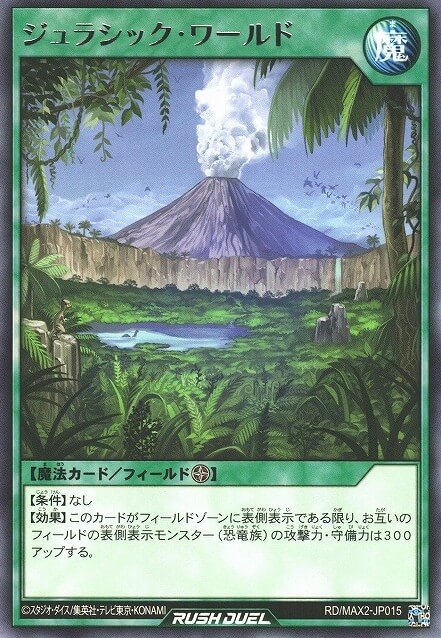 ジュラシック・ワールド
魔
【魔法カード/フィールド】
【条件】なし
【効果】このカードがフィールドゾーンに表側表示である限り、お互いの
フィールドの表側表示モンスター(恐竜族)の攻撃力・守備力は300
アップする。
©スタジオ・ダイス/集英社・テレビ東京・KONAMI
RUSH DUEL
RD/MAX2-JP015